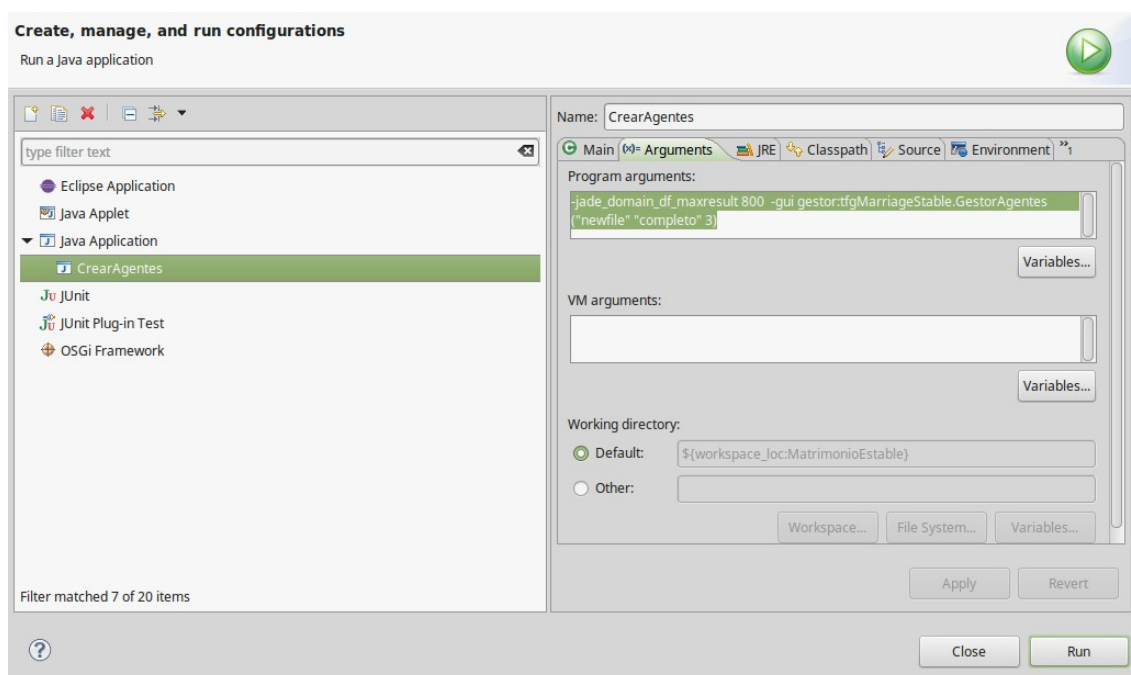 Create, manage, and run configurations
Run a Java application
type filter text
Eclipse Application
Java Applet
Java Application
CrearAgentes
JUnit
JUnit Plug-in Test
OSGi Framework
Filter matched 7 of 20 items
Name: CrearAgentes
Main (x)= Arguments JRE Classpath Source Environment "1
Program arguments:
-jade_domain_df_maxresult 800 -gui gestor:tfgMarriageStable.GestorAgentes
("newfile" "completo" 3)
Variables...
VM arguments:
Variables...
Working directory:
Default: ${workspace_loc:MatrimonioEstable}
Other:
Workspace... File System... Variables...
Apply Revert
Close Run